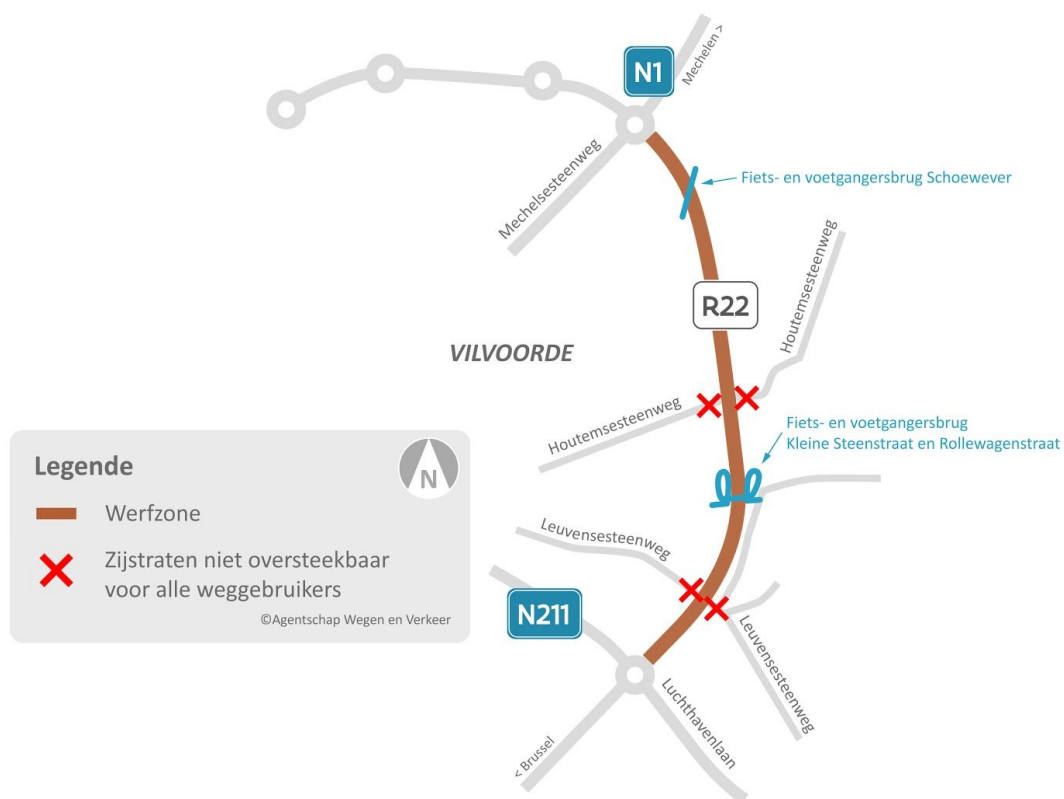 N1
Mechelen >
Mechelsesteenweg
Fiets- en voetgangersbrug Schoewever
Houtemsesteenweg
R22
VILVOORDE
Houtemsesteenweg
Fiets- en voetgangersbrug
Kleine Steenstraat en Rollewagenstraat
Legende
N
Werfzone
Zijstraten niet oversteekbaar
voor alle weggebruikers
©Agentschap Wegen en Verkeer
Leuvensesteenweg
N211
Leuvensesteenweg
Luchthavenlaan
< Brussel